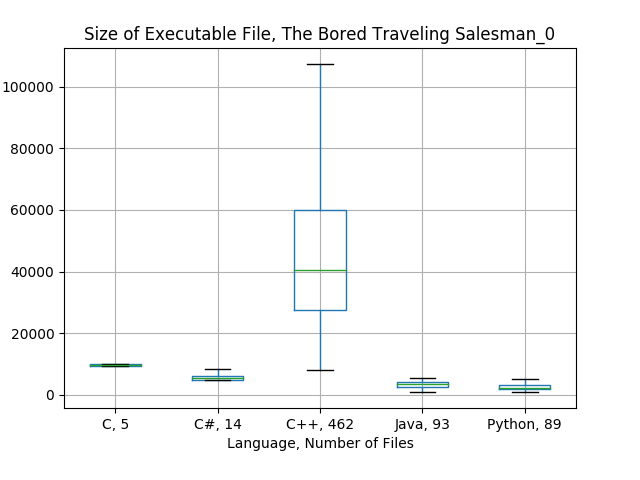 Size of Executable File, The Bored Traveling Salesman_0
100000
80000
60000
40000
20000
0
C, 5 C#, 14 C++, 462 Java, 93 Python, 89
Language, Number of Files